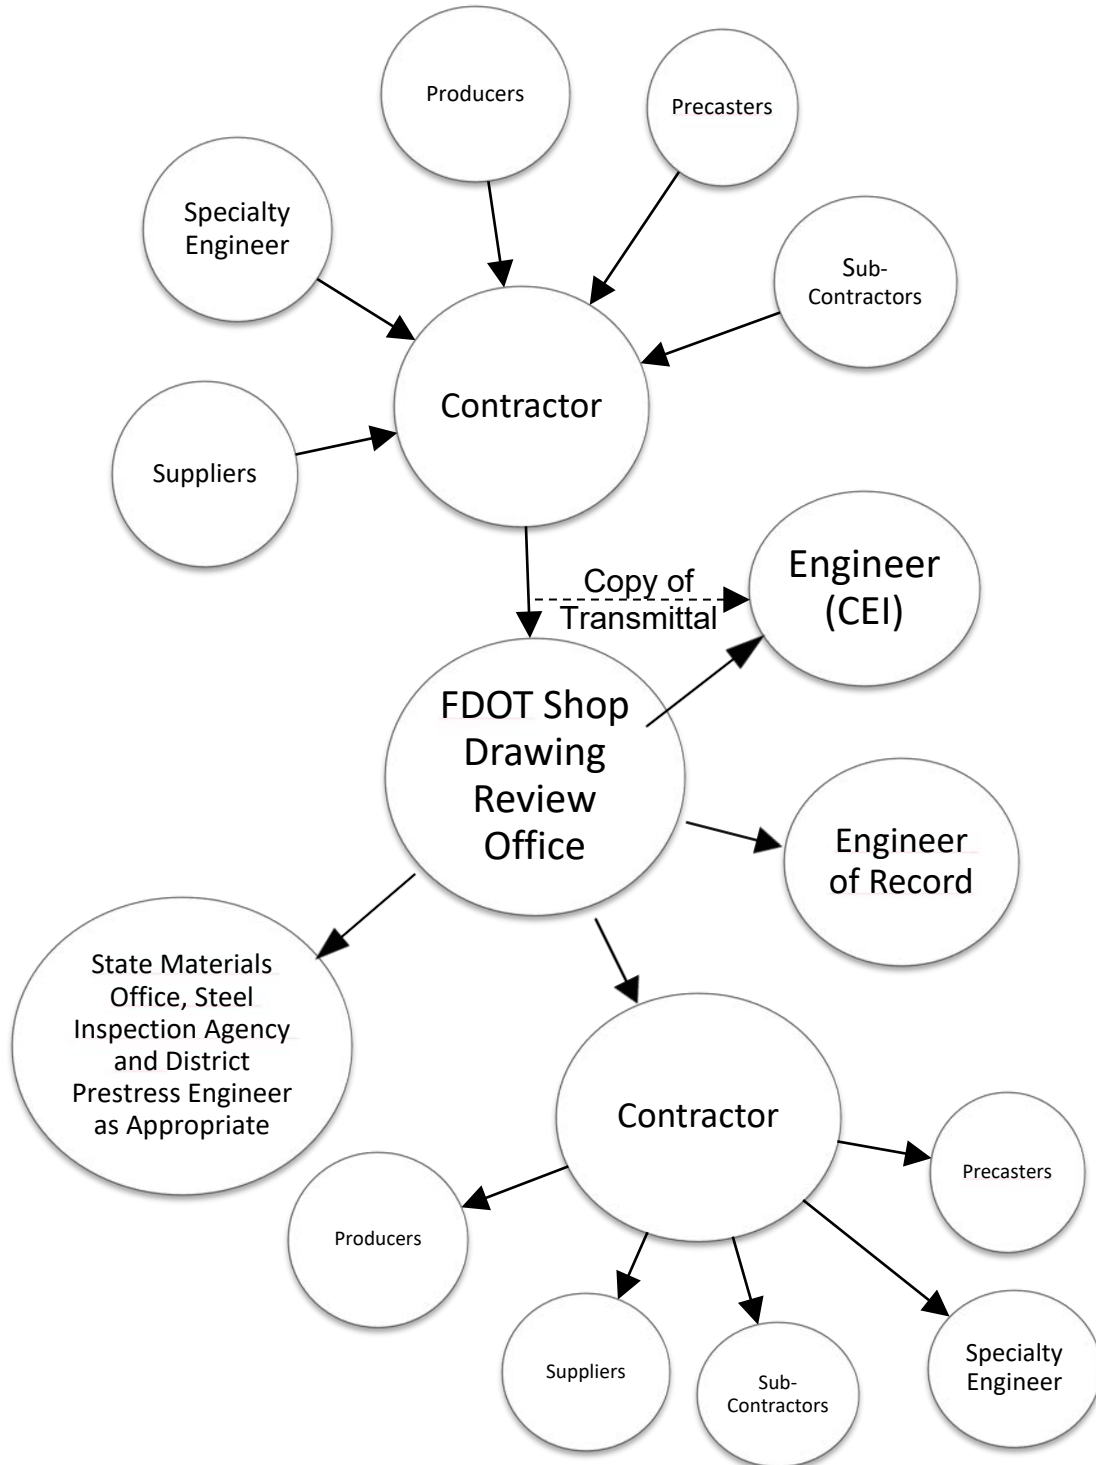 Producers
Precasters
Specialty
Engineer
Sub-
Contractors
Contractor
Suppliers
Copy of
Transmittal
Engineer
(CEI)
FDOT Shop
Drawing
Review
Office
Engineer
of Record
State Materials
Office, Steel
Inspection Agency
and District
Prestress Engineer
as Appropriate
Contractor
Precasters
Producers
Suppliers
Sub-
Contractors
Specialty
Engineer